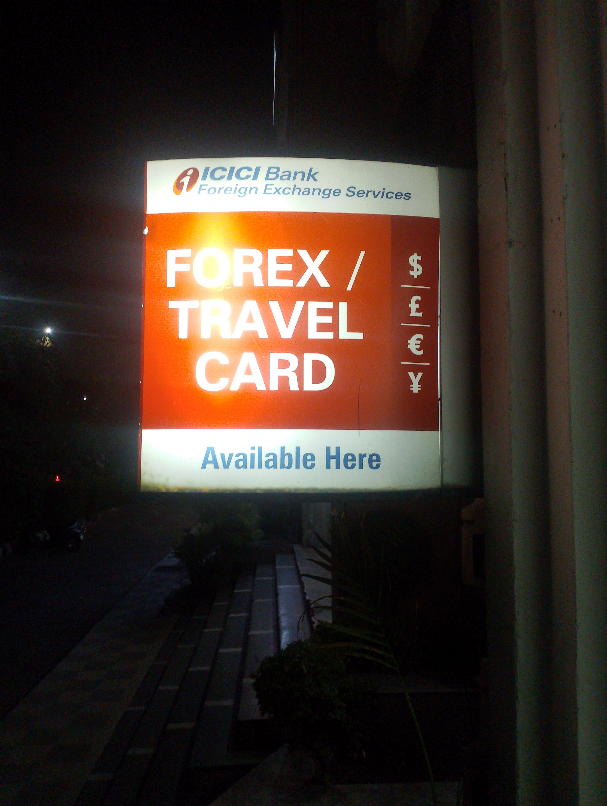 ICICI Bank
Foreign Exchange Services
FOREX /
TRAVEL
CARD
$
£
€
¥
Available Here